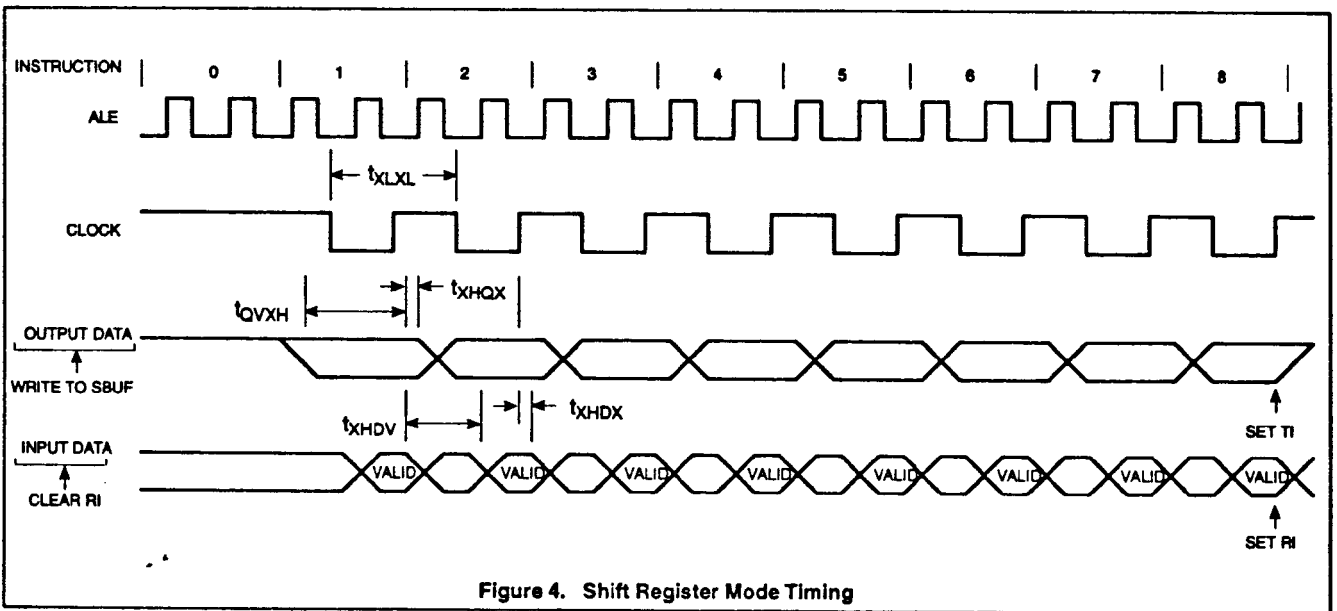 INSTRUCTION | 0 | 1 | 2 | 3 | 4 | 5 | 6 | 7 | 8 |
ALE
tXLXL
CLOCK
tQVXH
tXHQX
OUTPUT DATA
WRITE TO SBUF
tXHDV
tXHDX
SET TI
INPUT DATA
VALID VALID VALID VALID VALID VALID VALID VALID
CLEAR RI
SET RI
Figure 4. Shift Register Mode Timing